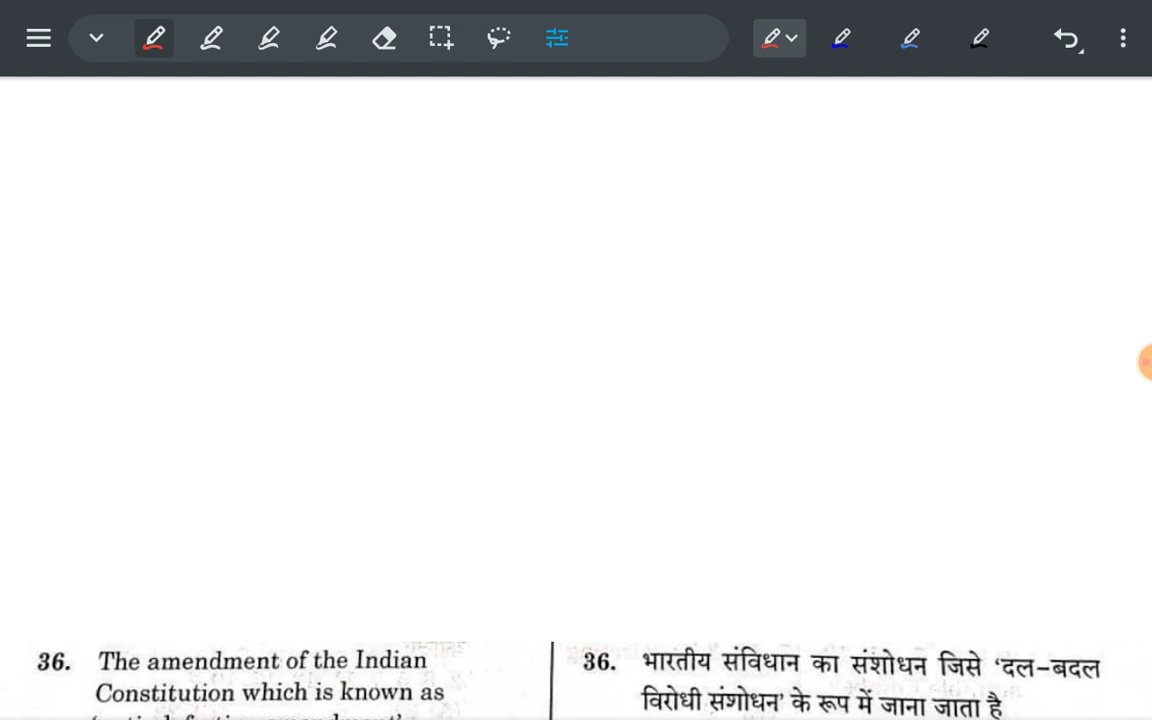 36. The amendment of the Indian
Constitution which is known as
36. भारतीय संविधान का संशोधन जिसे ‘दल-बदल
विरोधी संशोधन’ के रूप में जाना जाता है